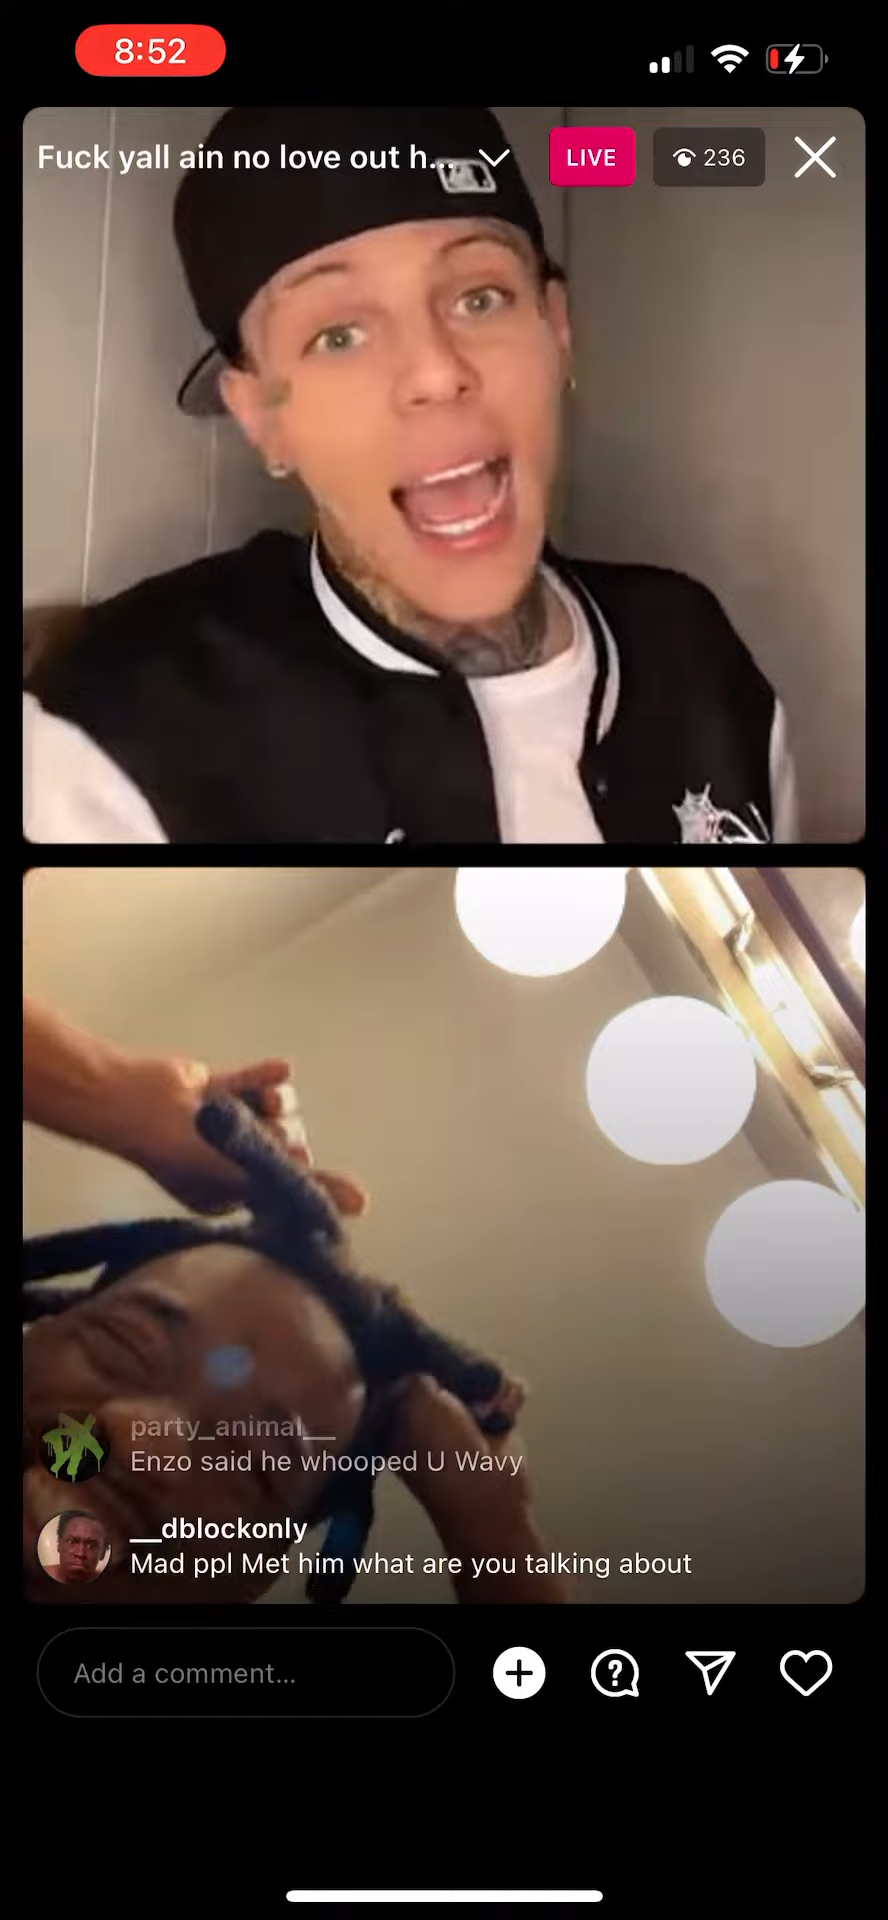 8:52
Fuck yall ain no love out h...
LIVE
236
party_animal__
Enzo said he whooped U Wavy
__dblockonly
Mad ppl Met him what are you talking about
Add a comment...